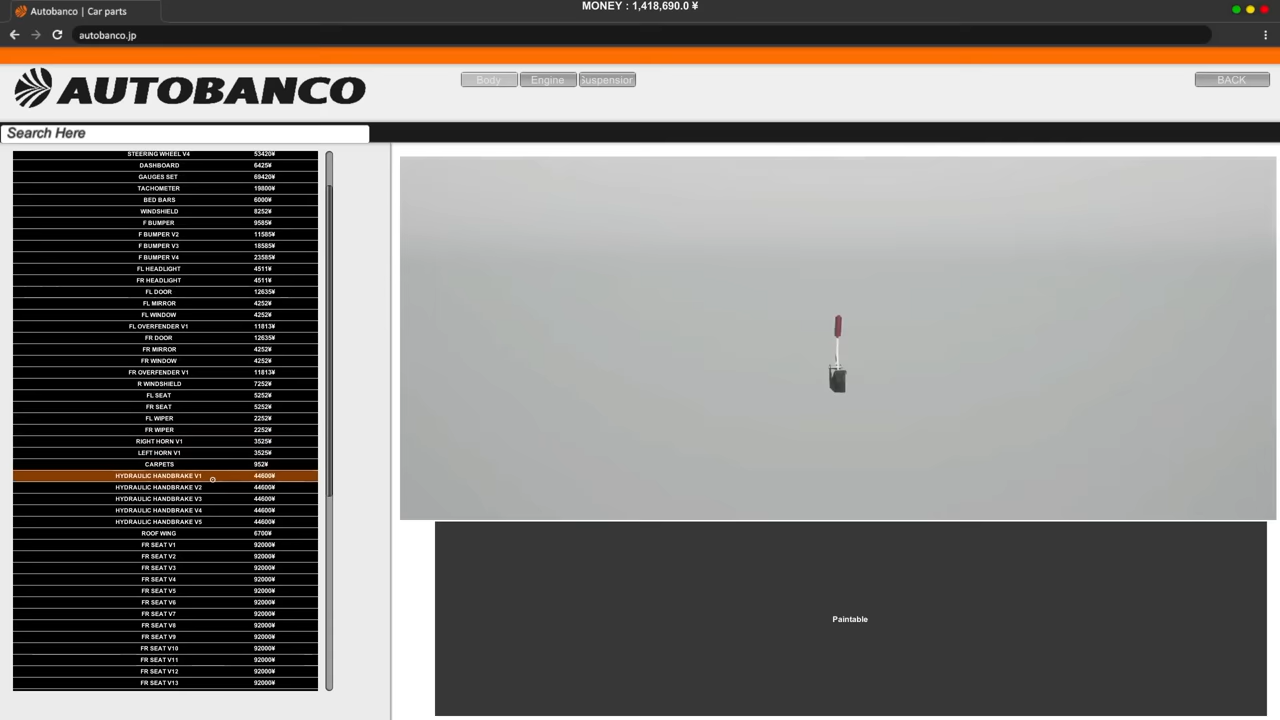 Autobanco | Car parts
MONEY : 1,418,690.0 ¥
autobanco.jp
AUTOBANCO
Body
Engine
Suspension
BACK
Search Here
STEERING WHEEL V4 53420¥
DASHBOARD 6425¥
GAUGES SET 69420¥
TACHOMETER 19800¥
BED BARS 6000¥
WINDSHIELD 8252¥
F BUMPER 9585¥
F BUMPER V2 11585¥
F BUMPER V3 18585¥
F BUMPER V4 23585¥
FL HEADLIGHT 4511¥
FR HEADLIGHT 4511¥
FL DOOR 12635¥
FL MIRROR 4252¥
FL WINDOW 4252¥
FL OVERFENDER V1 11813¥
FR DOOR 12635¥
FR MIRROR 4252¥
FR WINDOW 4252¥
FR OVERFENDER V1 11813¥
R WINDSHIELD 7252¥
FL SEAT 5252¥
FR SEAT 5252¥
FL WIPER 2252¥
FR WIPER 2252¥
RIGHT HORN V1 3525¥
LEFT HORN V1 3525¥
CARPETS 952¥
HYDRAULIC HANDBRAKE V1 44600¥
HYDRAULIC HANDBRAKE V2 44600¥
HYDRAULIC HANDBRAKE V3 44600¥
HYDRAULIC HANDBRAKE V4 44600¥
HYDRAULIC HANDBRAKE V5 44600¥
ROOF WING 6700¥
FR SEAT V1 92000¥
FR SEAT V2 92000¥
FR SEAT V3 92000¥
FR SEAT V4 92000¥
FR SEAT V5 92000¥
FR SEAT V6 92000¥
FR SEAT V7 92000¥
FR SEAT V8 92000¥
FR SEAT V9 92000¥
FR SEAT V10 92000¥
FR SEAT V11 92000¥
FR SEAT V12 92000¥
FR SEAT V13 92000¥
Paintable